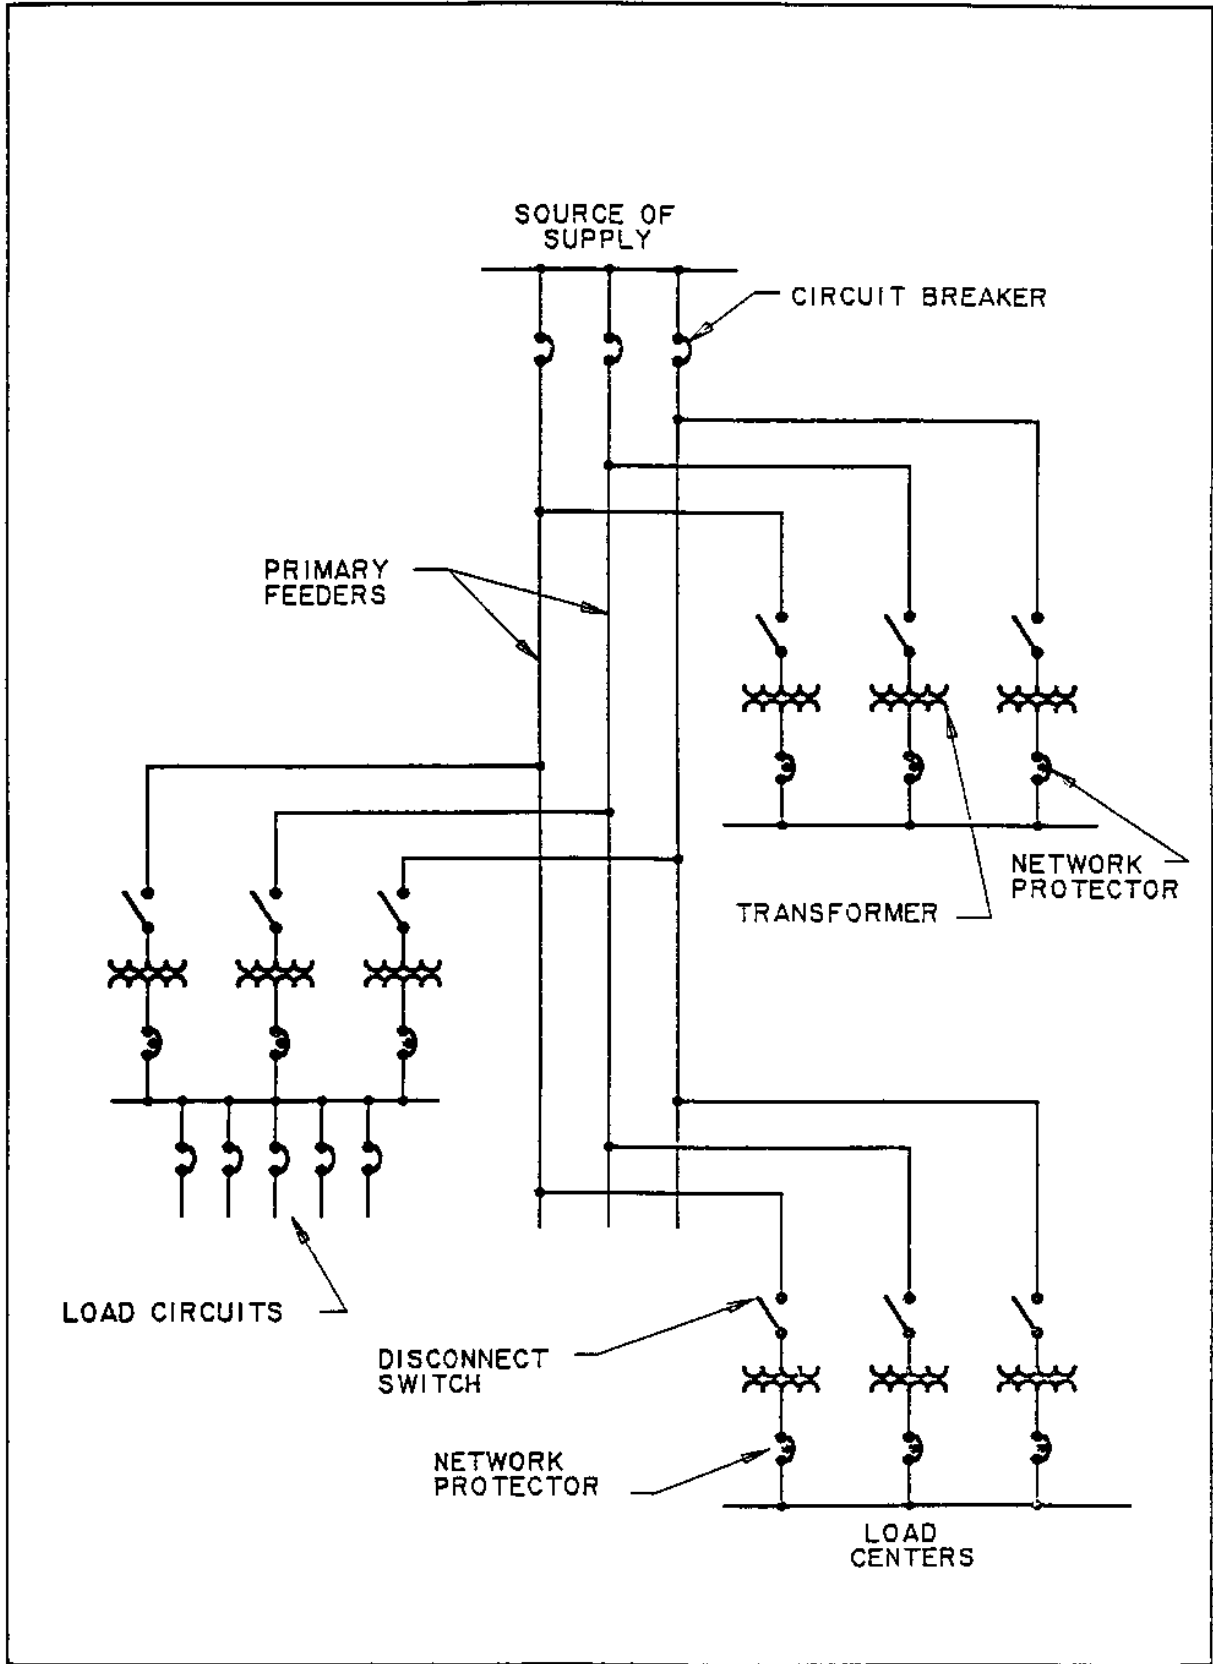 SOURCE OF
SUPPLY
CIRCUIT BREAKER
PRIMARY
FEEDERS
NETWORK
PROTECTOR
TRANSFORMER
LOAD CIRCUITS
DISCONNECT
SWITCH
NETWORK
PROTECTOR
LOAD
CENTERS